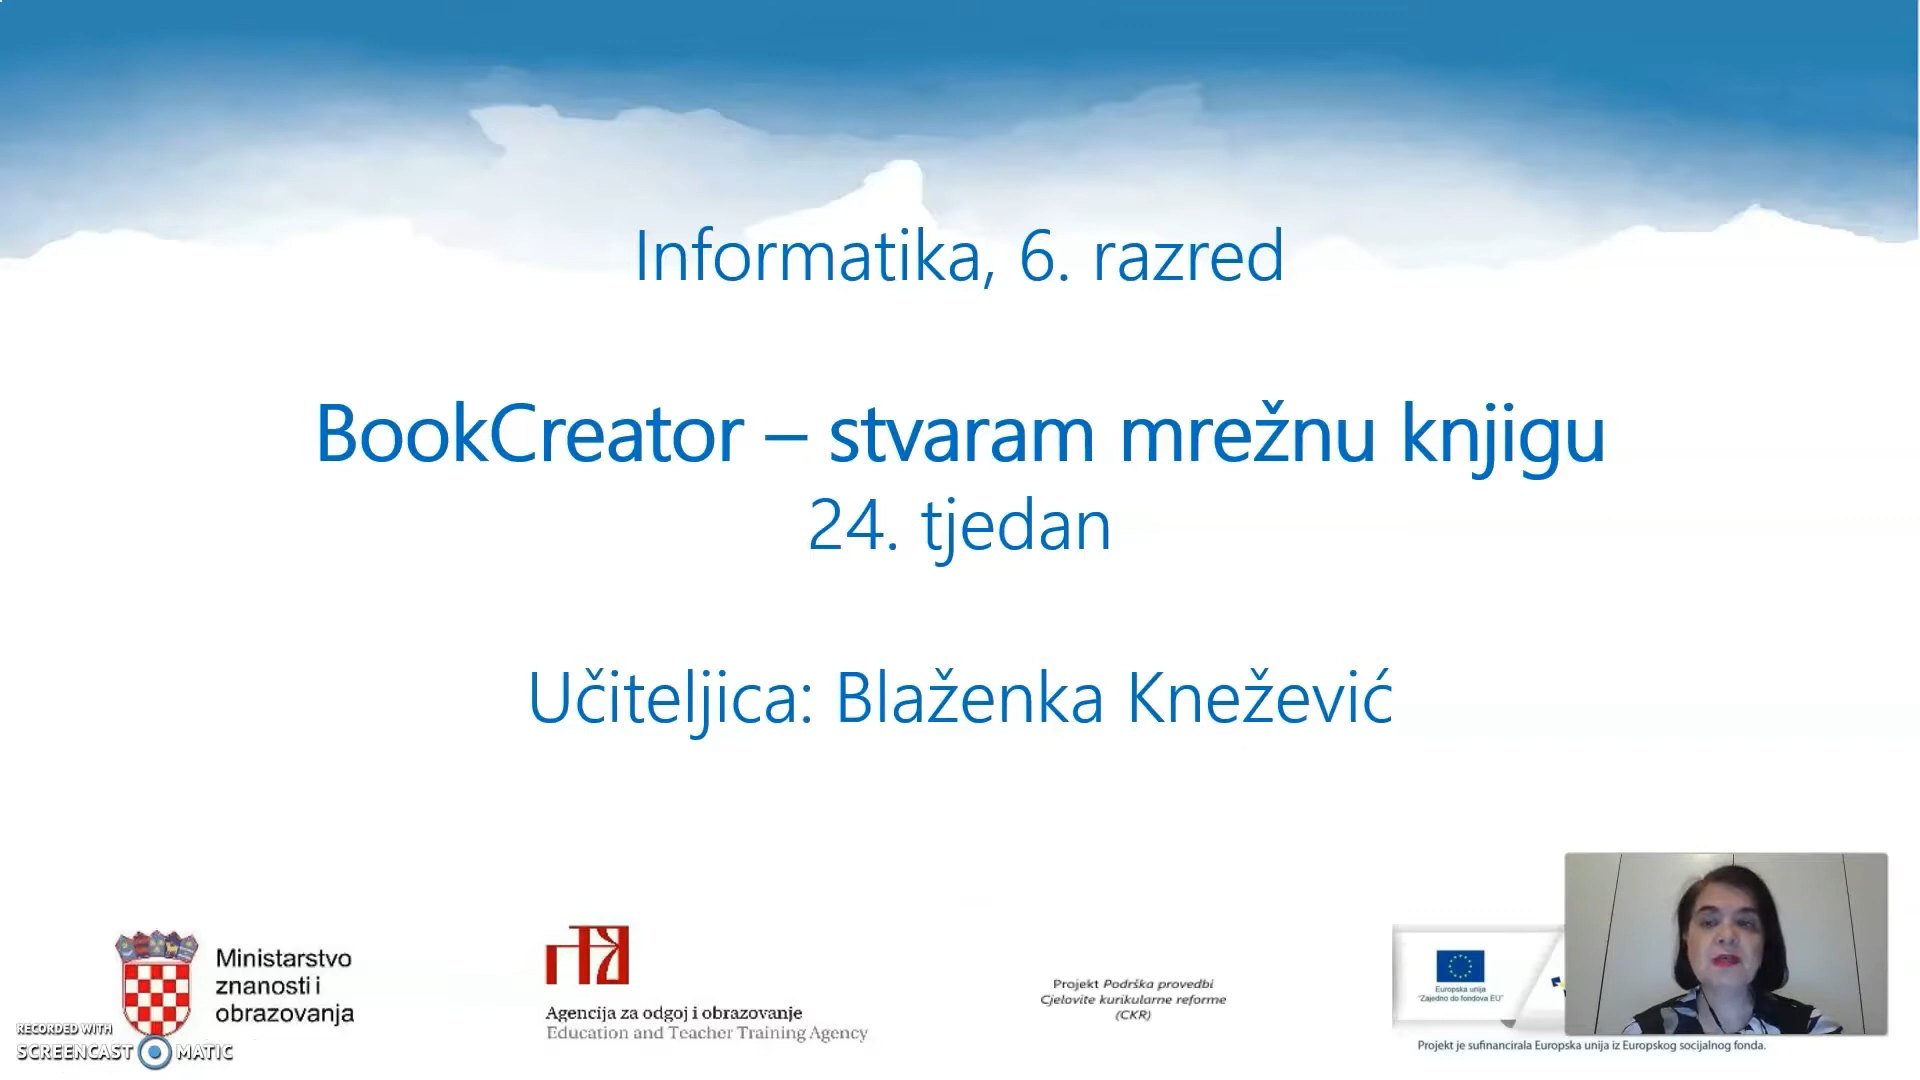 Informatika, 6. razred
BookCreator – stvaram mrežnu knjigu
24. tjedan
Učiteljica: Blaženka Knežević
Ministarstvo
znanosti i
obrazovanja
Agencija za odgoj i obrazovanje
Education and Teacher Training Agency
Projekt Podrška provedbi
Cjelovite kurikularne reforme
(CKR)
Europska unija
"Zajedno do fondova EU"
Projekt je sufinancirala Europska unija iz Europskog socijalnog fonda.
RECORDED WITH
SCREENCAST MATIC